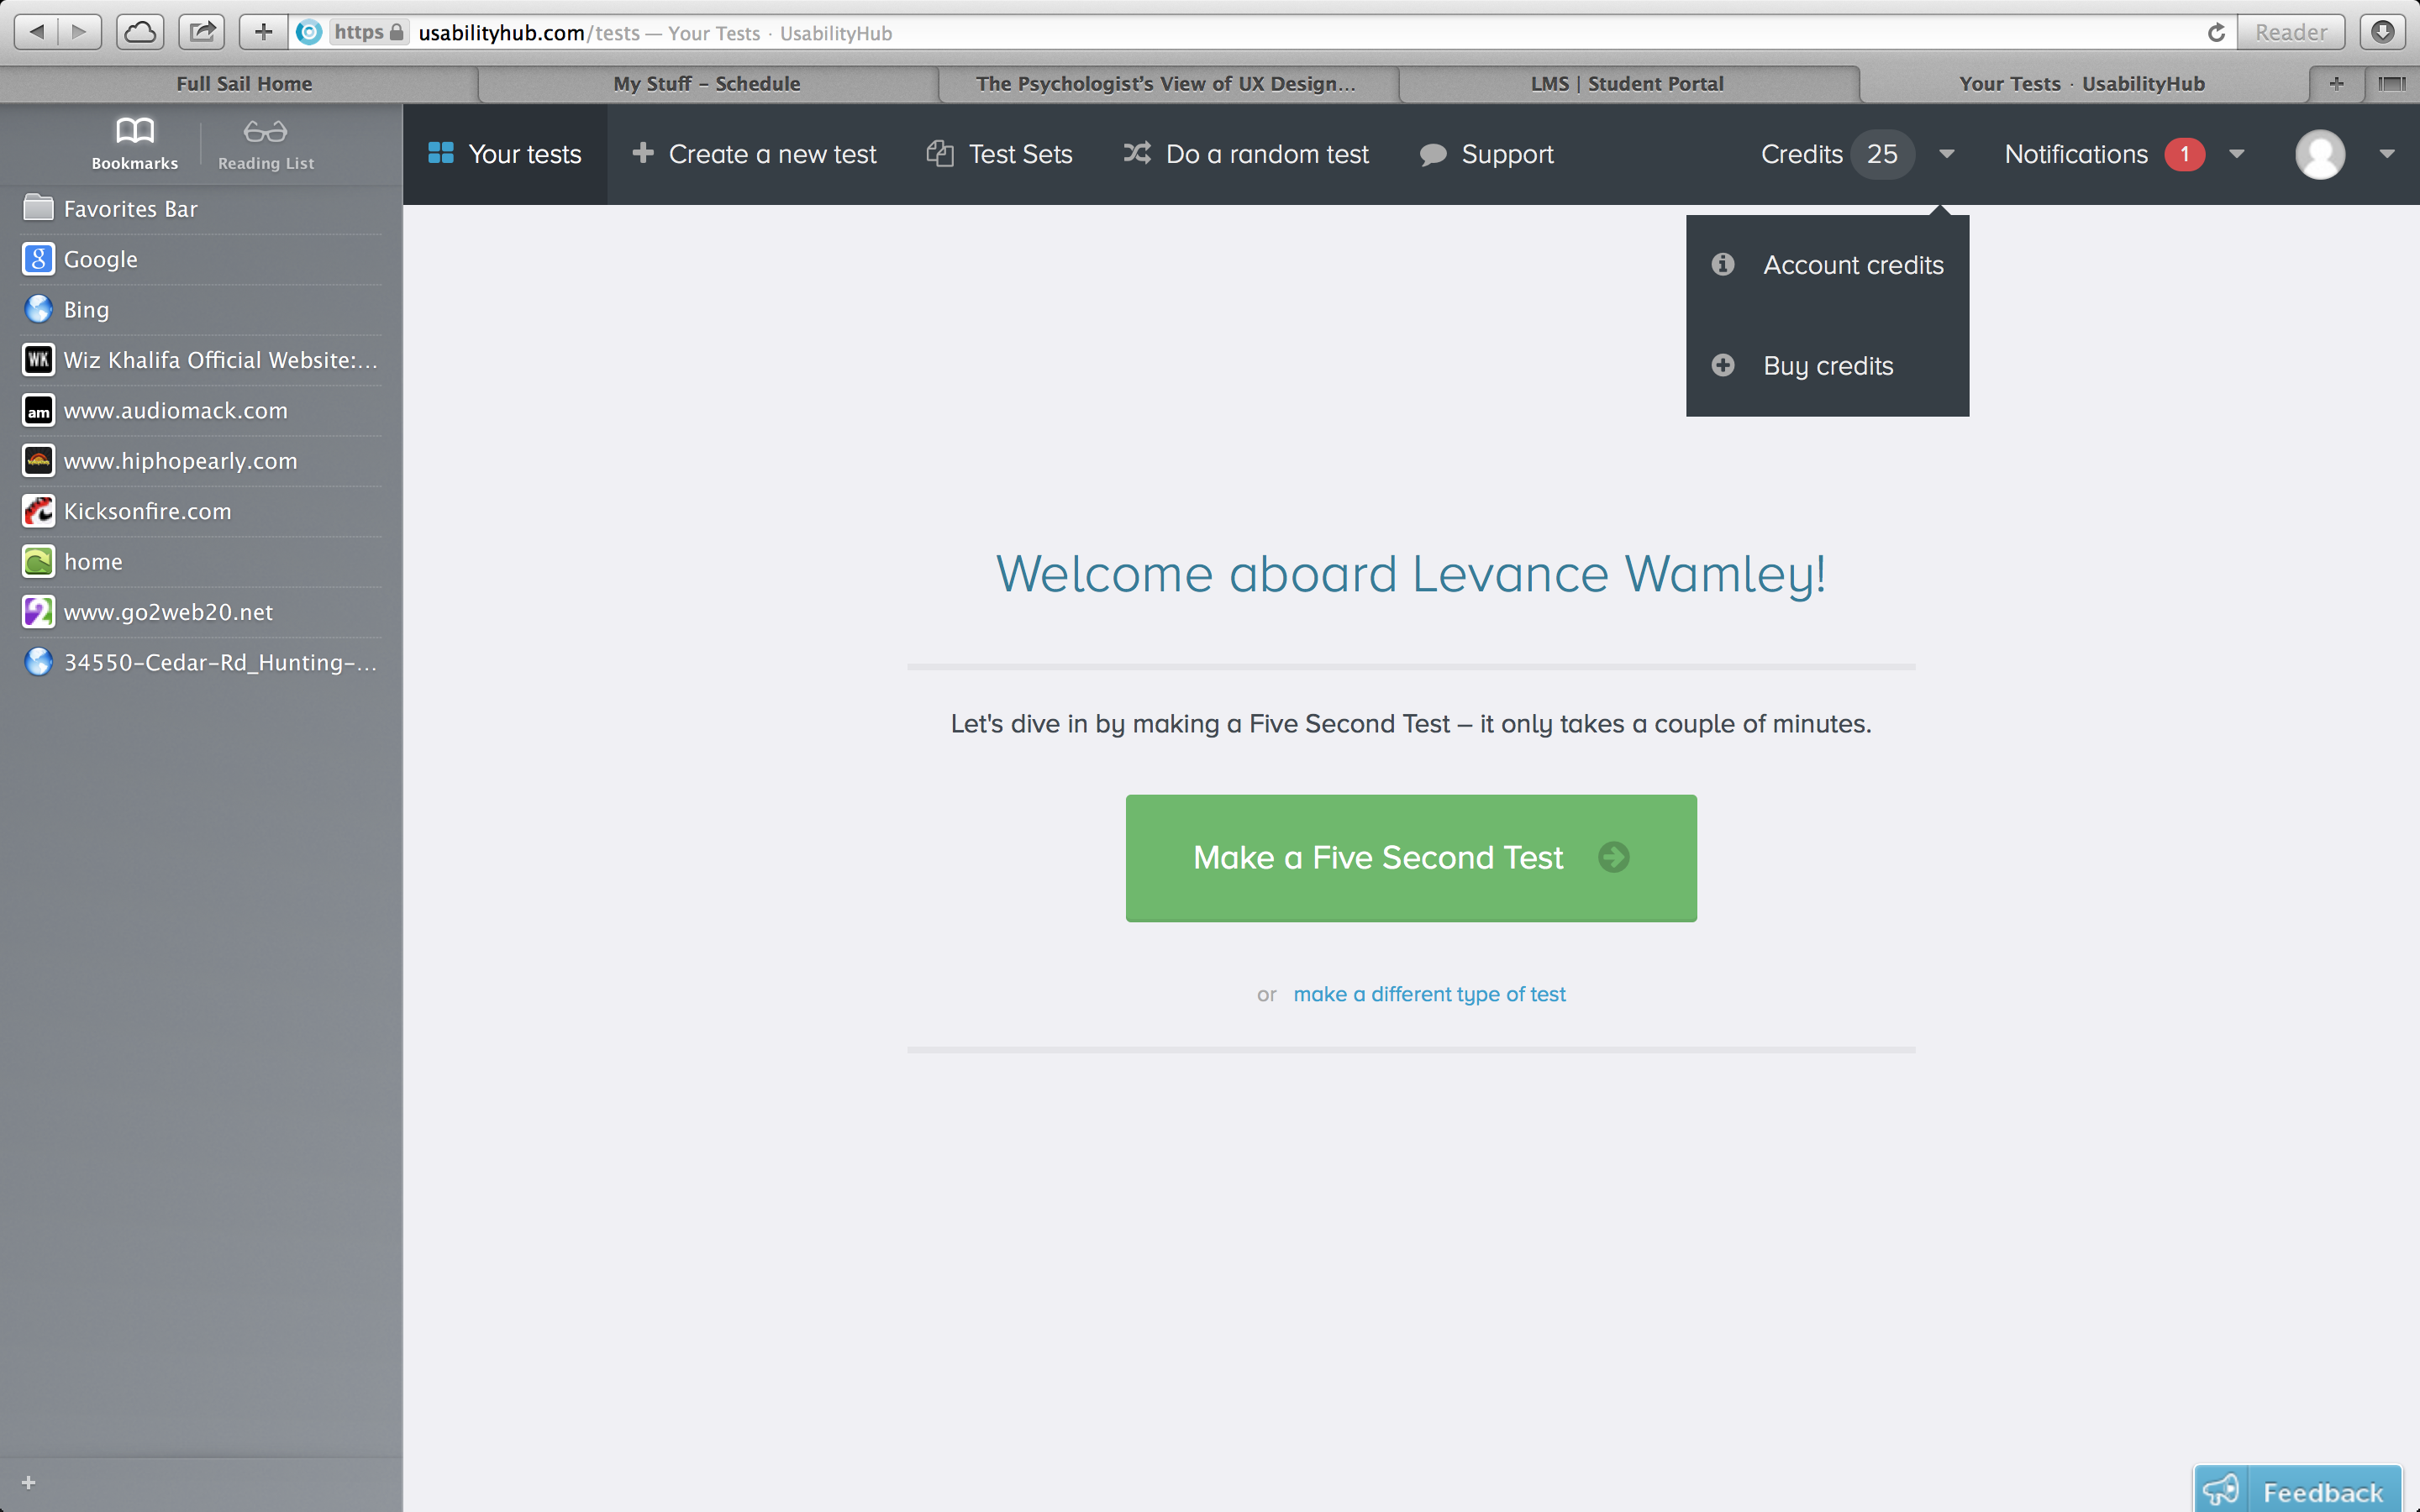 https usabilityhub.com/tests — Your Tests · UsabilityHub Reader
Full Sail Home My Stuff – Schedule The Psychologist's View of UX Design... LMS | Student Portal Your Tests · UsabilityHub
Bookmarks Reading List
Your tests Create a new test Test Sets Do a random test Support Credits 25 Notifications 1
Favorites Bar
g Google
Bing
WK Wiz Khalifa Official Website:...
am www.audiomack.com
www.hiphopearly.com
Kicksonfire.com
home
2 www.go2web20.net
34550-Cedar-Rd_Hunting-...
Account credits
Buy credits
Welcome aboard Levance Wamley!
Let's dive in by making a Five Second Test – it only takes a couple of minutes.
Make a Five Second Test
or make a different type of test
Feedback